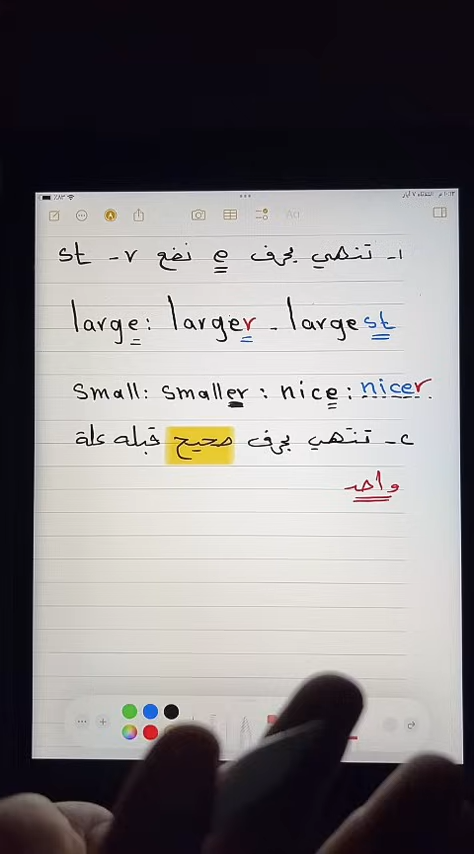 ١- تنتهي بحرف e نضع r - st
large: larger - largest
Small: smaller : nice : nicer
٢- تنتهي بحرف صحيح قبله علة
واحد